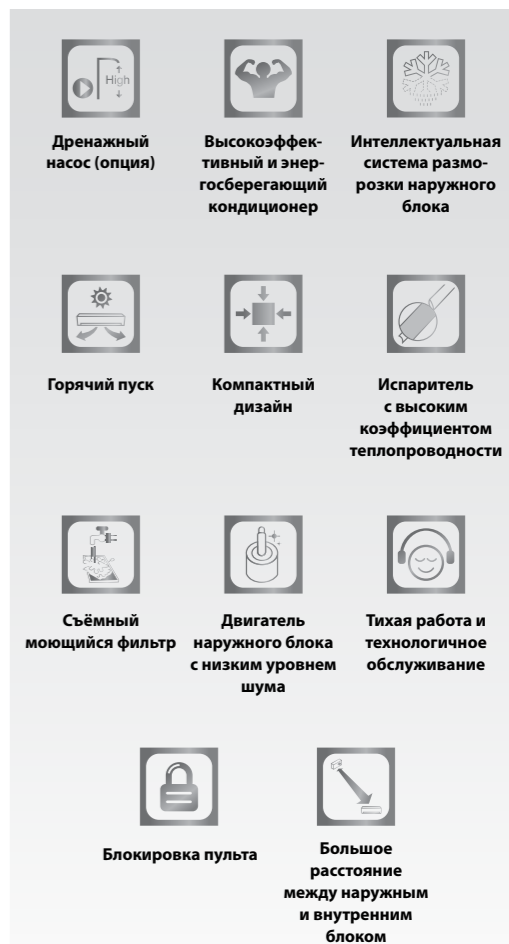 High
Дренажный
насос (опция)
Высокоэффек-
тивный и энер-
госберегающий
кондиционер
Интеллектуальная
система размо-
розки наружного
блока
Горячий пуск
Компактный
дизайн
Испаритель
с высоким
коэффициентом
теплопроводности
Съёмный
моющийся фильтр
Двигатель
наружного блока
с низким уровнем
шума
Тихая работа и
технологичное
обслуживание
Блокировка пульта
Большое
расстояние
между наружным
и внутренним
блоком